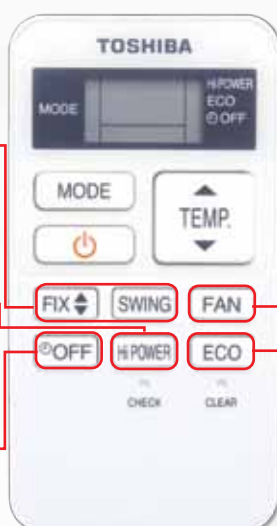 TOSHIBA
MODE
Hi POWER
ECO
OFF
MODE
TEMP.
FIX SWING FAN
OFF Hi POWER ECO
CHECK CLEAR